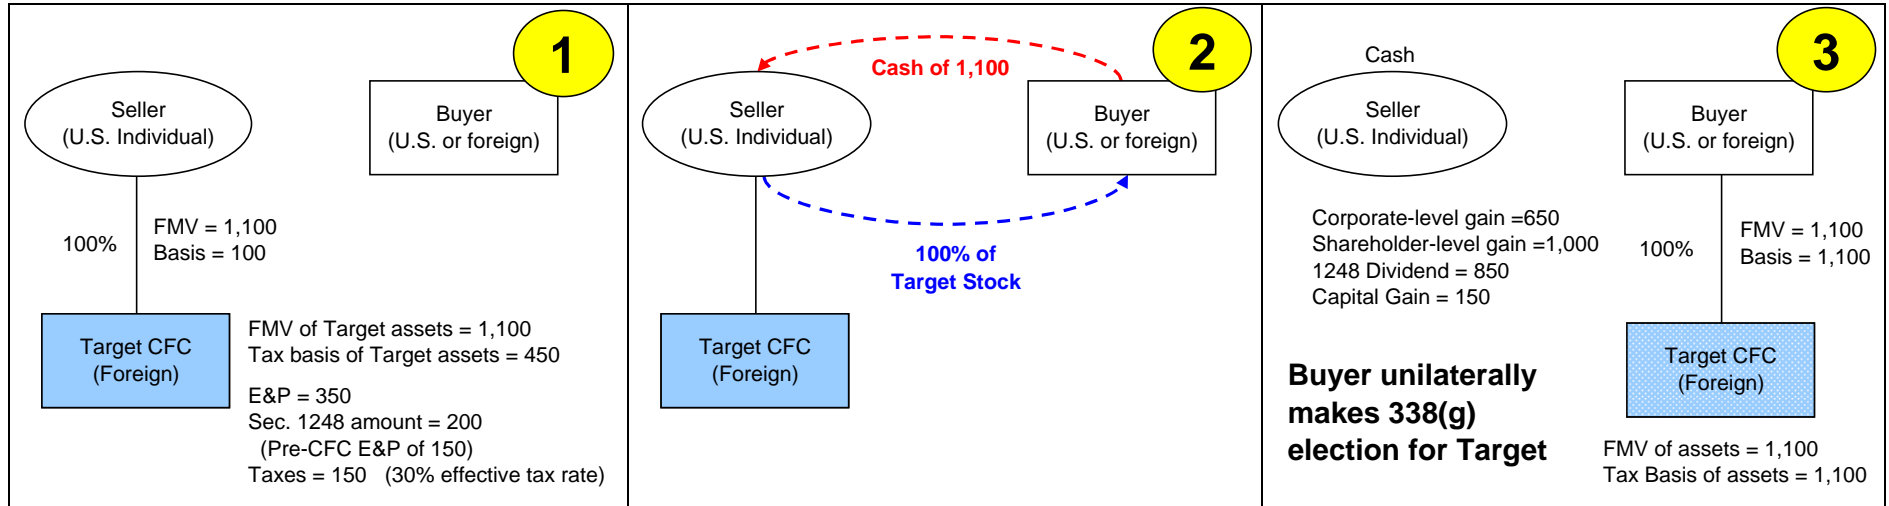 1
Seller
(U.S. Individual)
Buyer
(U.S. or foreign)
100%
FMV = 1,100
Basis = 100
Target CFC
(Foreign)
FMV of Target assets = 1,100
Tax basis of Target assets = 450
E&P = 350
Sec. 1248 amount = 200
(Pre-CFC E&P of 150)
Taxes = 150 (30% effective tax rate)
2
Cash of 1,100
Seller
(U.S. Individual)
Buyer
(U.S. or foreign)
100% of
Target Stock
Target CFC
(Foreign)
3
Cash
Seller
(U.S. Individual)
Buyer
(U.S. or foreign)
Corporate-level gain =650
Shareholder-level gain =1,000
1248 Dividend = 850
Capital Gain = 150
100%
FMV = 1,100
Basis = 1,100
Buyer unilaterally
makes 338(g)
election for Target
Target CFC
(Foreign)
FMV of assets = 1,100
Tax Basis of assets = 1,100